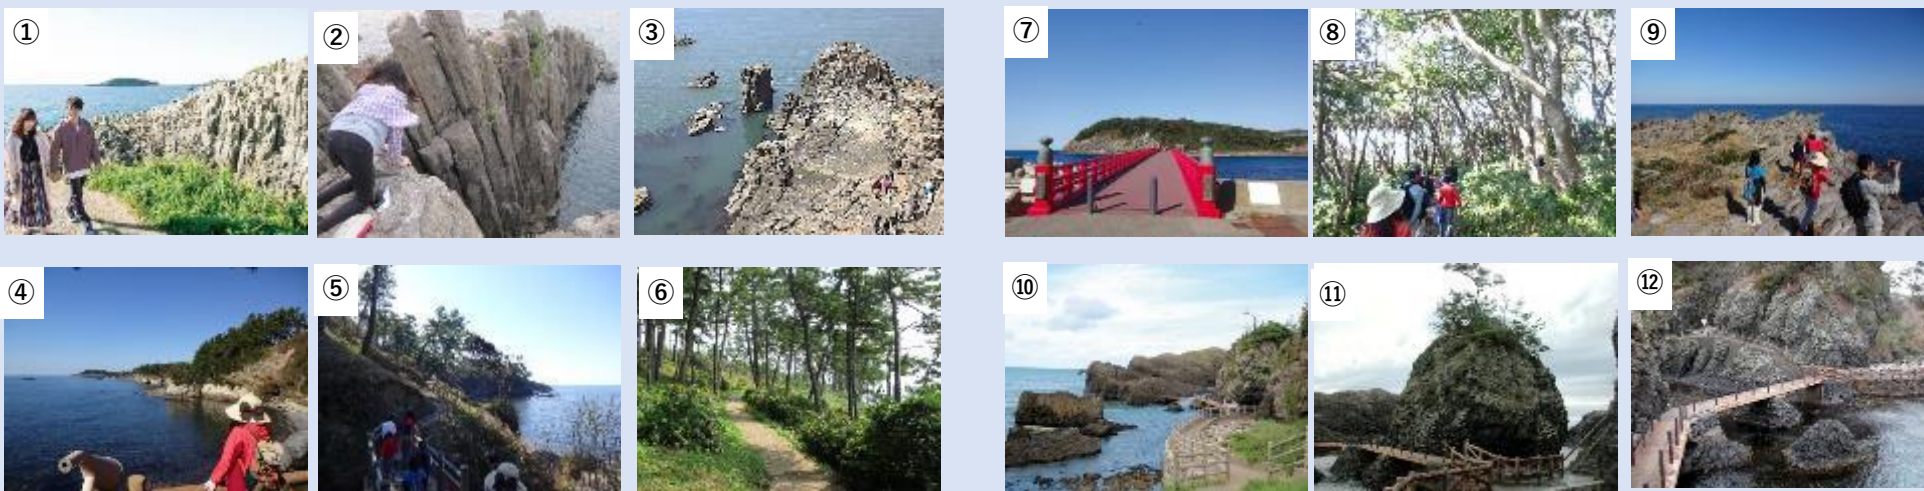 ① ② ③ ⑦ ⑧ ⑨
④ ⑤ ⑥ ⑩ ⑪ ⑫